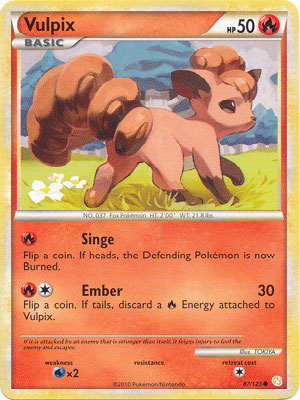 Vulpix
HP 50
BASIC
NO. 037 Fox Pokémon. HT: 2'00" WT: 21.8 lbs.
Singe
Flip a coin. If heads, the Defending Pokémon is now
Burned.
Ember 30
Flip a coin. If tails, discard a Energy attached to
Vulpix.
If it is attacked by an enemy that is stronger than itself, it feigns injury to fool the
enemy and escapes.
Illus. TOKIYA
weakness resistance retreat cost
×2
87/123
©2010 Pokémon/Nintendo